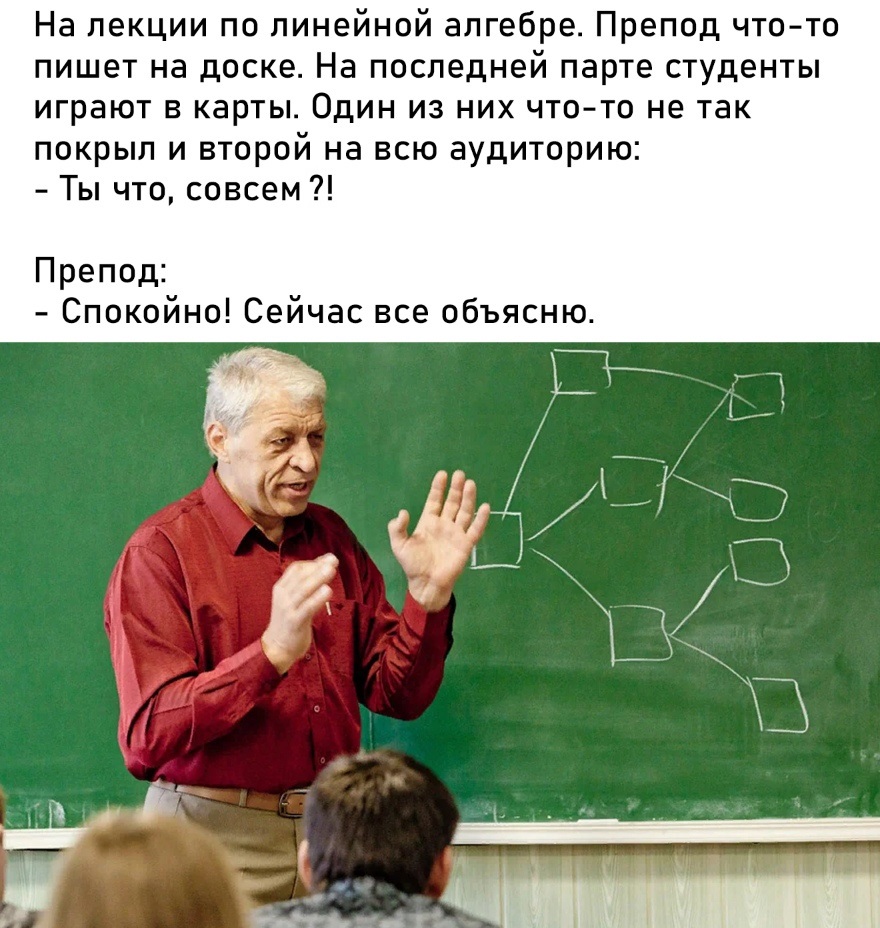 На лекции по линейной алгебре. Препод что-то
пишет на доске. На последней парте студенты
играют в карты. Один из них что-то не так
покрыл и второй на всю аудиторию:
- Ты что, совсем ?!
Препод:
- Спокойно! Сейчас все объясню.